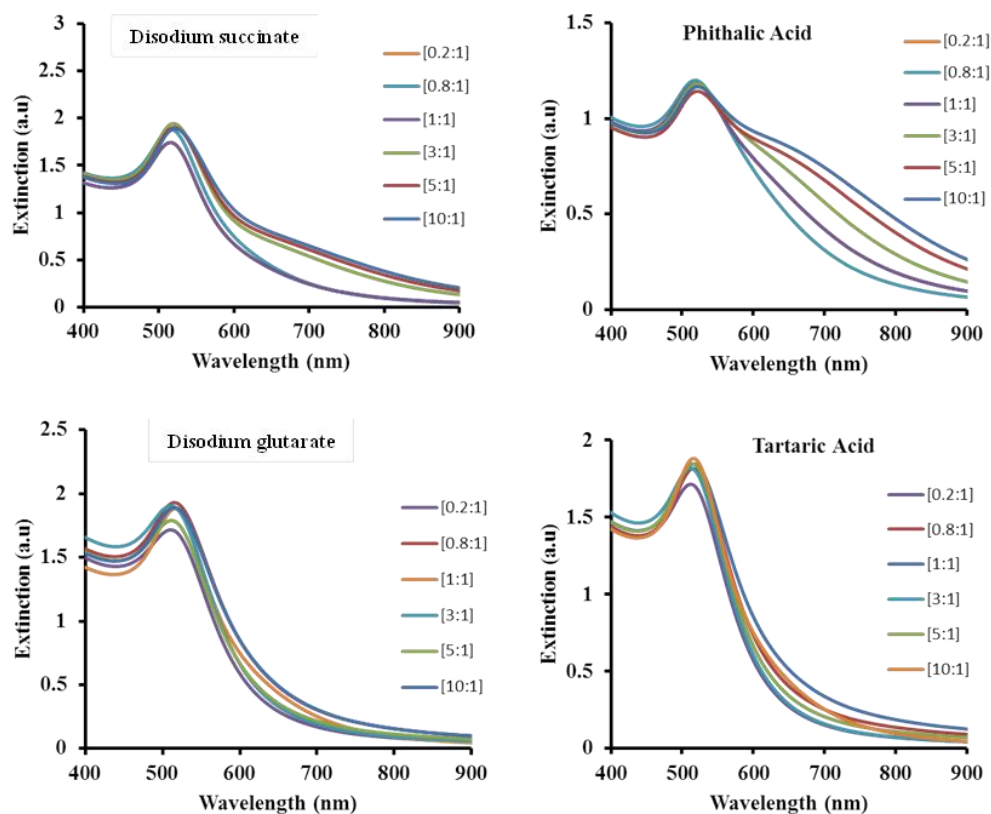 Disodium succinate
Extinction (a.u)
3
2.5
2
1.5
1
0.5
0
400 500 600 700 800 900
Wavelength (nm)
[0.2:1]
[0.8:1]
[1:1]
[3:1]
[5:1]
[10:1]
Phithalic Acid
Exinction (a.u)
1.5
1
0.5
0
400 500 600 700 800 900
Wavelength (nm)
[0.2:1]
[0.8:1]
[1:1]
[3:1]
[5:1]
[10:1]
Disodium glutarate
Extinction (a.u)
2.5
2
1.5
1
0.5
0
400 500 600 700 800 900
Wavelength (nm)
[0.2:1]
[0.8:1]
[1:1]
[3:1]
[5:1]
[10:1]
Tartaric Acid
Extinction (a.u)
2
1.5
1
0.5
0
400 500 600 700 800 900
Wavelength (nm)
[0.2:1]
[0.8:1]
[1:1]
[3:1]
[5:1]
[10:1]